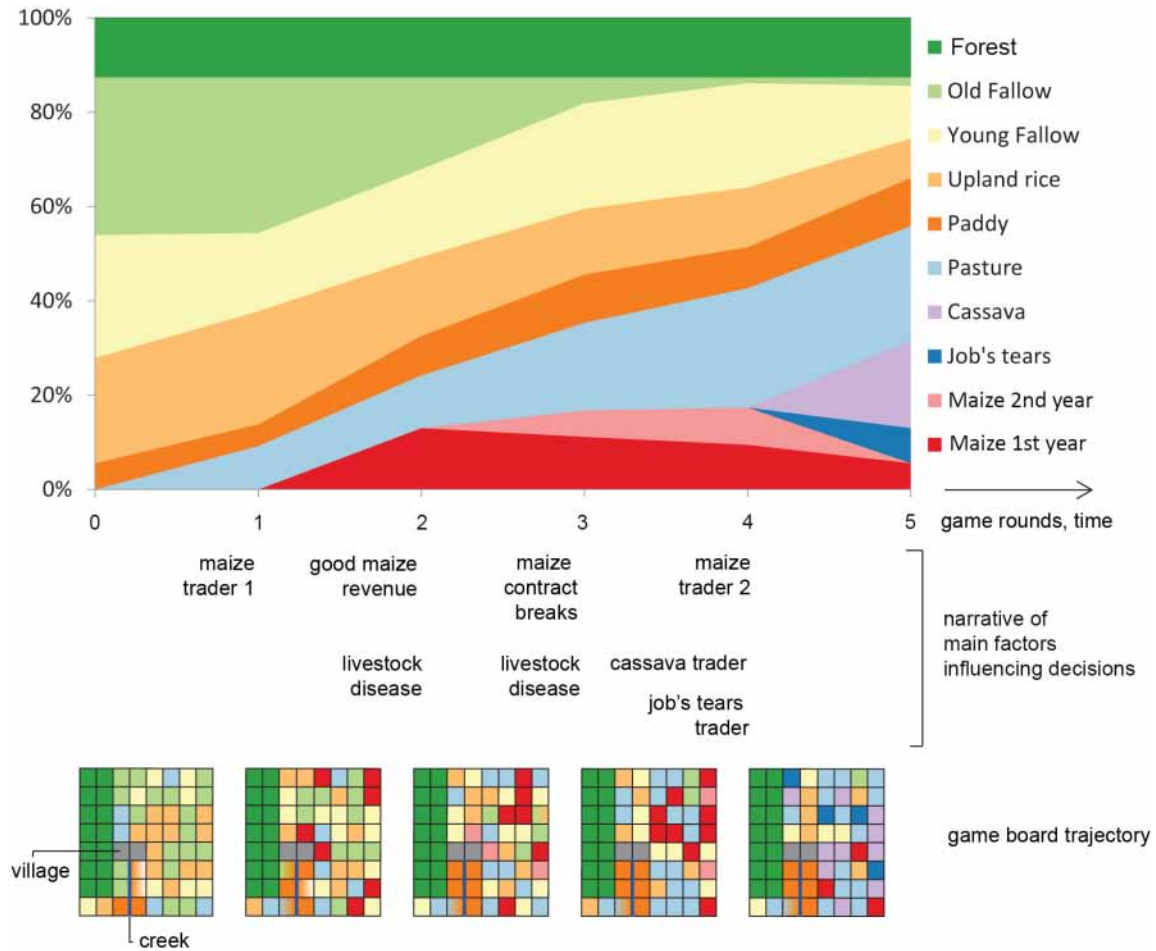 100%
80%
60%
40%
20%
0%
0
1
2
3
4
5
Forest
Old Fallow
Young Fallow
Upland rice
Paddy
Pasture
Cassava
Job's tears
Maize 2nd year
Maize 1st year
game rounds, time
maize
trader 1
good maize
revenue
maize
contract
breaks
maize
trader 2
livestock
disease
livestock
disease
cassava trader
job's tears
trader
narrative of
main factors
influencing decisions
game board trajectory
village
creek